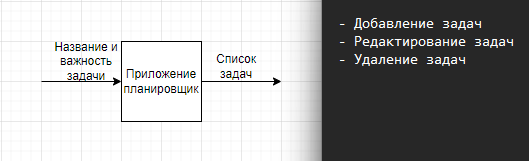 Название и
важность
задачи
Приложение
планировщик
Список
задач
- Добавление задач
- Редактирование задач
- Удаление задач